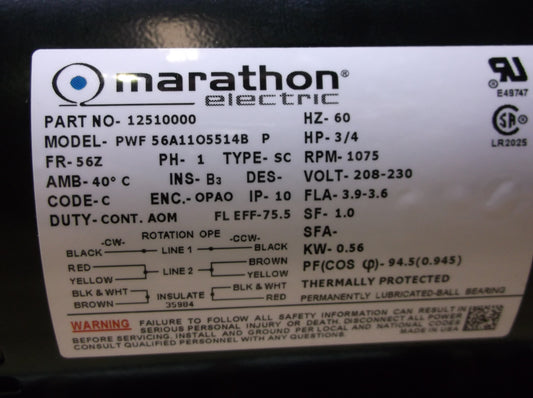 marathon®
electric
PART NO- 12510000 HZ- 60
MODEL- PWF 56A11O5514B P HP- 3/4
FR- 56Z PH- 1 TYPE- SC RPM- 1075
AMB- 40° C INS- B3 DES- VOLT- 208-230
CODE- C ENC.- OPAO IP- 10 FLA- 3.9-3.6
DUTY- CONT. AOM FL EFF-75.5 SF- 1.0
SFA-
KW- 0.56
PF(COS φ)- 94.5(0.945)
THERMALLY PROTECTED
PERMANENTLY LUBRICATED-BALL BEARING
-CW- ROTATION OPE -CCW-
BLACK LINE 1 BLACK
RED LINE 2 BROWN
YELLOW YELLOW
BLK & WHT INSULATE BLK & WHT
BROWN 35984 RED
WARNING FAILURE TO FOLLOW ALL SAFETY INFORMATION CAN RESULT IN
SERIOUS PERSONAL INJURY OR DEATH. DISCONNECT ALL POWER
BEFORE SERVICING. INSTALL AND GROUND PER LOCAL AND NATIONAL CODES
CONSULT QUALIFIED PERSONNEL WITH ANY QUESTIONS. MADE IN USA
E49747
LR2025